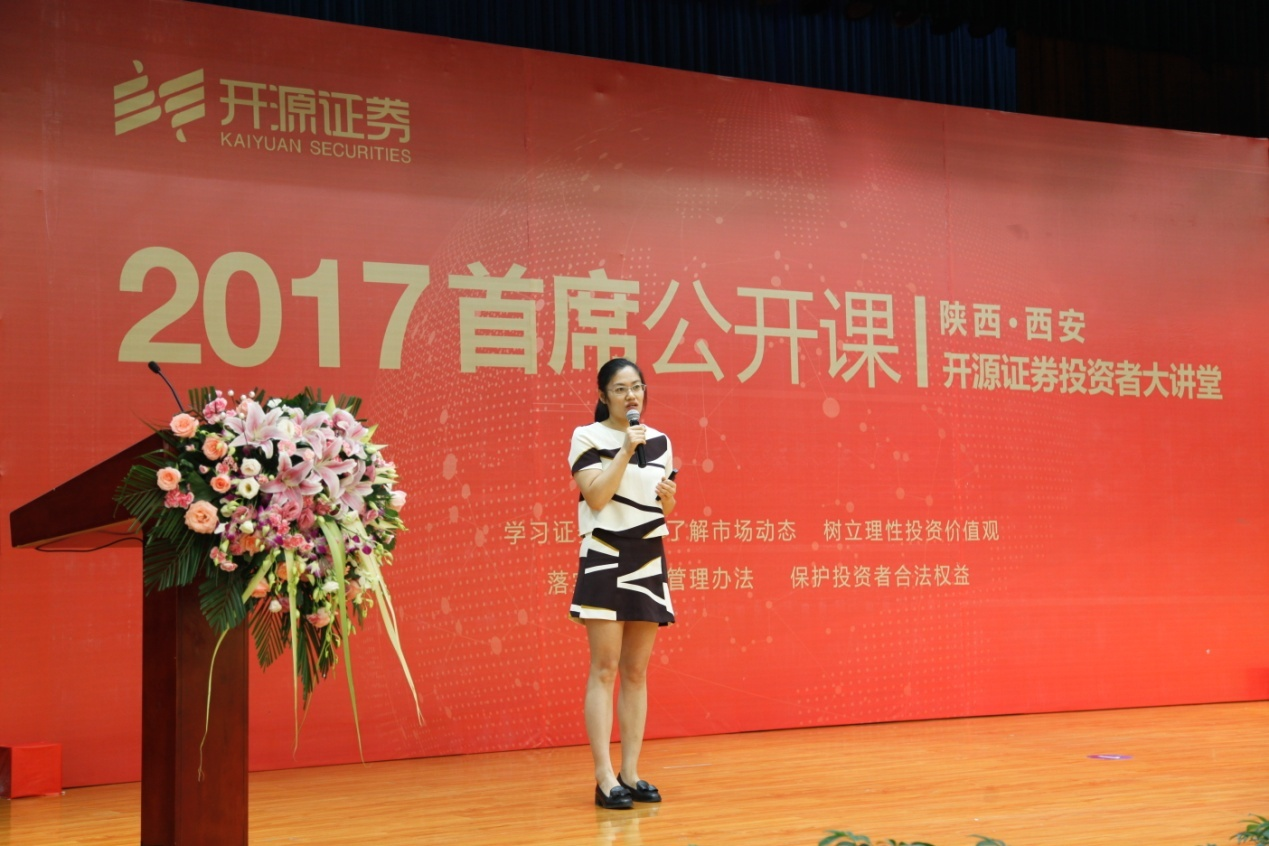 开源证券
KAIYUAN SECURITIES
2017首席公开课
陕西·西安
开源证券投资者大讲堂
学习证 了解市场动态 树立理性投资价值观
落 管理办法 保护投资者合法权益